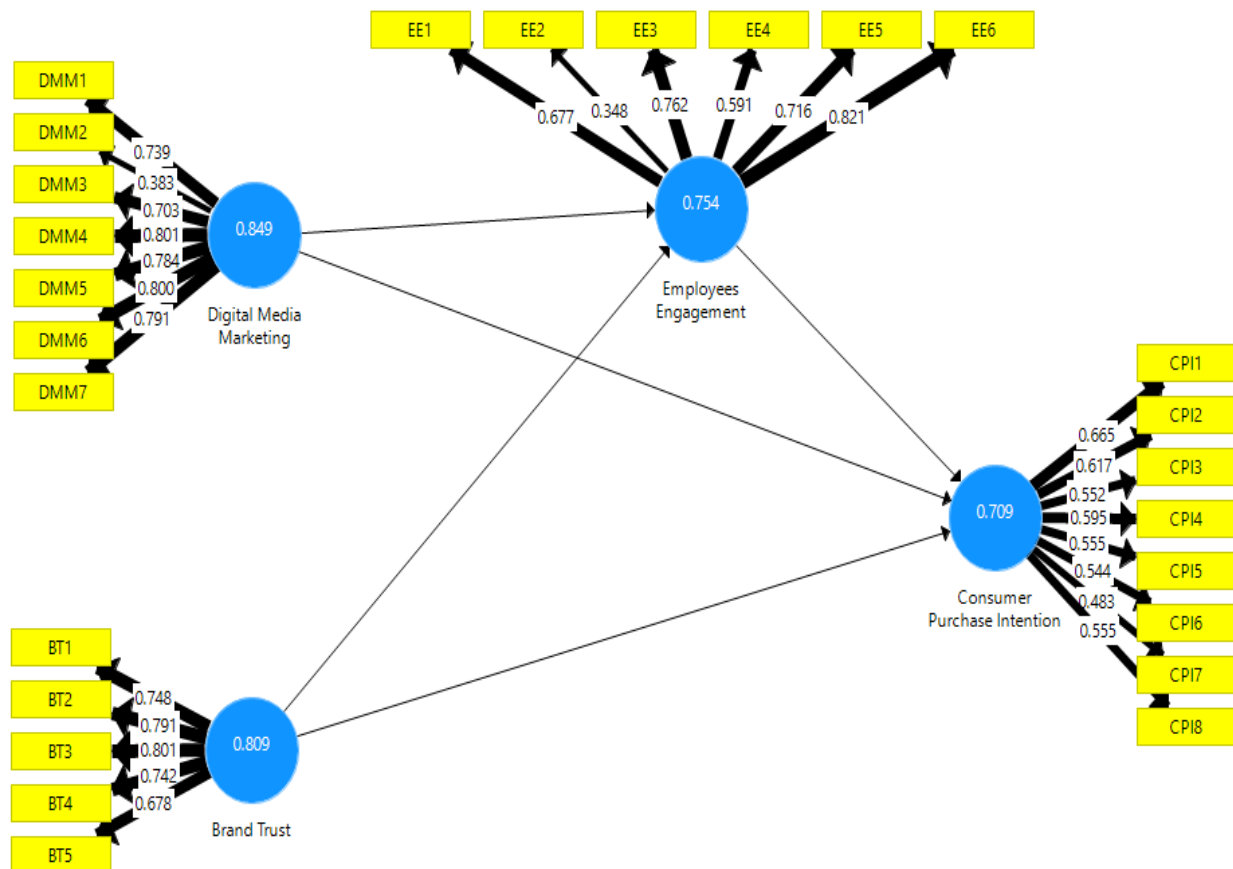 EE1
EE2
EE3
EE4
EE5
EE6
0.677
0.348
0.762
0.591
0.716
0.821
DMM1
DMM2
DMM3
DMM4
DMM5
DMM6
DMM7
0.739
0.383
0.703
0.801
0.784
0.800
0.791
0.849
Digital Media
Marketing
0.754
Employees
Engagement
CPI1
CPI2
CPI3
CPI4
CPI5
CPI6
CPI7
CPI8
0.665
0.617
0.552
0.595
0.555
0.544
0.483
0.555
0.709
Consumer
Purchase Intention
BT1
BT2
BT3
BT4
BT5
0.748
0.791
0.801
0.742
0.678
0.809
Brand Trust